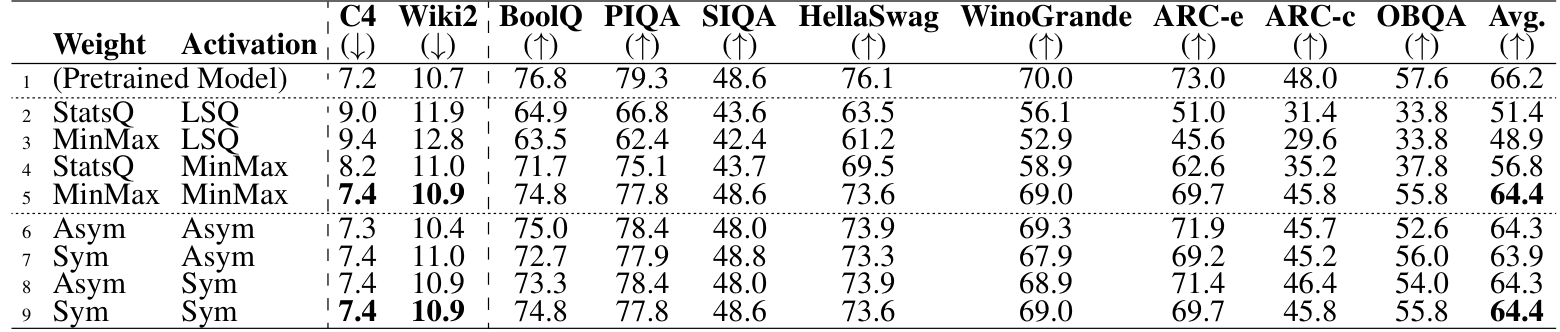 C4 Wiki2 BoolQ PIQA SIQA HellaSwag WinoGrande ARC-e ARC-c OBQA Avg.
Weight Activation (↓) (↓) (↑) (↑) (↑) (↑) (↑) (↑) (↑) (↑) (↑)
1 (Pretrained Model) 7.2 10.7 76.8 79.3 48.6 76.1 70.0 73.0 48.0 57.6 66.2
2 StatsQ LSQ 9.0 11.9 64.9 66.8 43.6 63.5 56.1 51.0 31.4 33.8 51.4
3 MinMax LSQ 9.4 12.8 63.5 62.4 42.4 61.2 52.9 45.6 29.6 33.8 48.9
4 StatsQ MinMax 8.2 11.0 71.7 75.1 43.7 69.5 58.9 62.6 35.2 37.8 56.8
5 MinMax MinMax 7.4 10.9 74.8 77.8 48.6 73.6 69.0 69.7 45.8 55.8 64.4
6 Asym Asym 7.3 10.4 75.0 78.4 48.0 73.9 69.3 71.9 45.7 52.6 64.3
7 Sym Asym 7.4 11.0 72.7 77.9 48.8 73.3 67.9 69.2 45.2 56.0 63.9
8 Asym Sym 7.4 10.9 73.3 78.4 48.0 73.9 68.9 71.4 46.4 54.0 64.3
9 Sym Sym 7.4 10.9 74.8 77.8 48.6 73.6 69.0 69.7 45.8 55.8 64.4